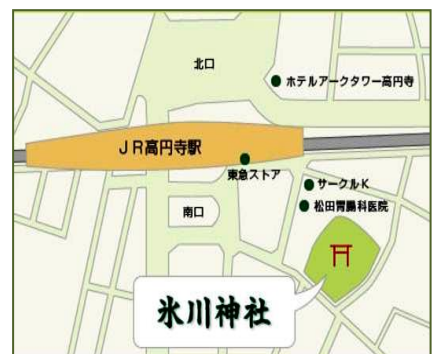 北口
ホテルアークタワー高円寺
JR高円寺駅
東急ストア
サークルK
南口
松田胃腸科医院
氷川神社